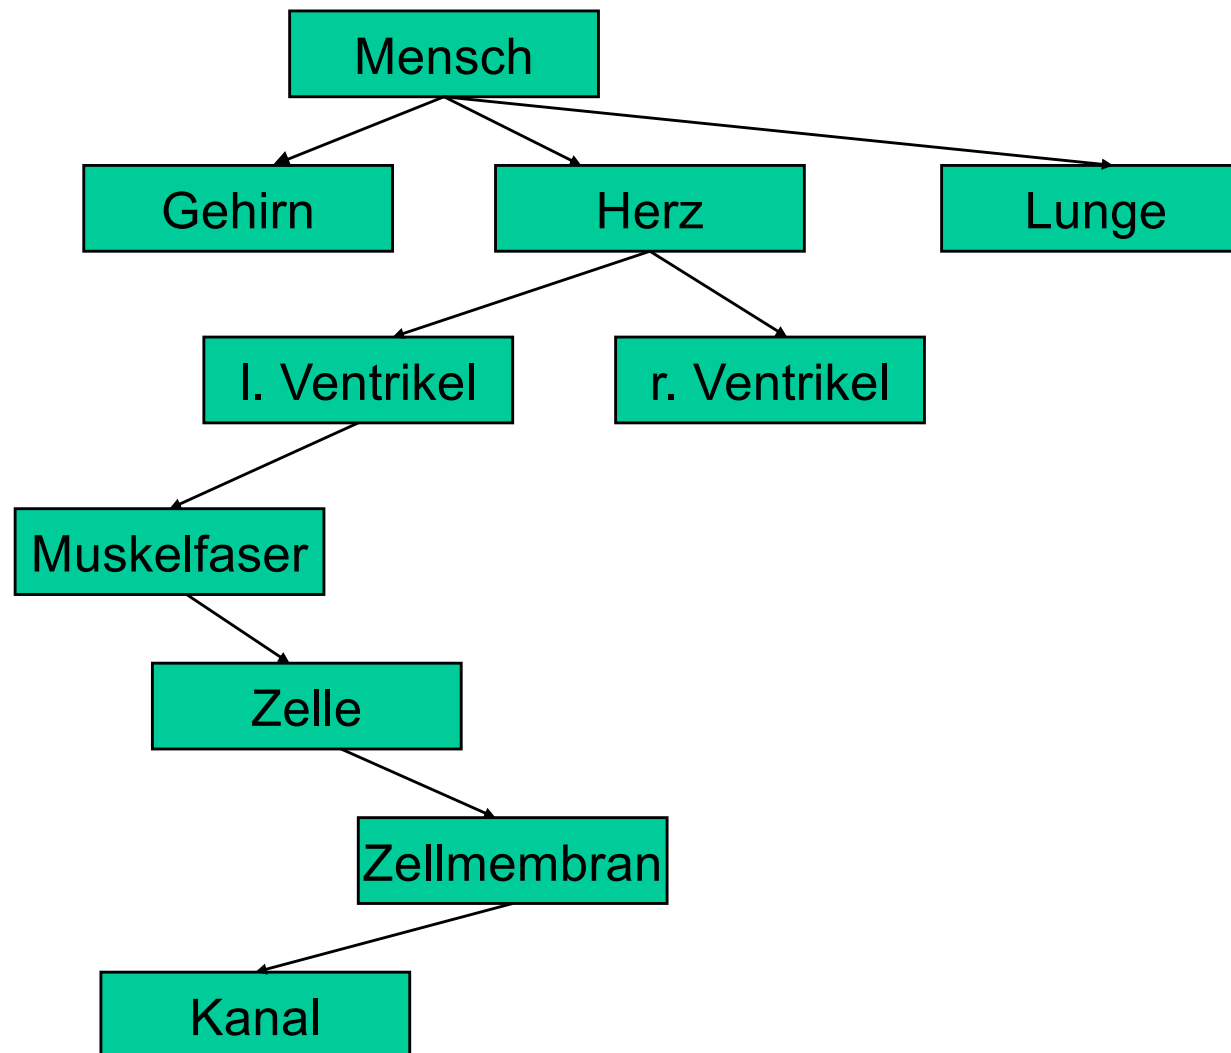 Mensch
Gehirn
Herz
Lunge
l. Ventrikel
r. Ventrikel
Muskelfaser
Zelle
Zellmembran
Kanal